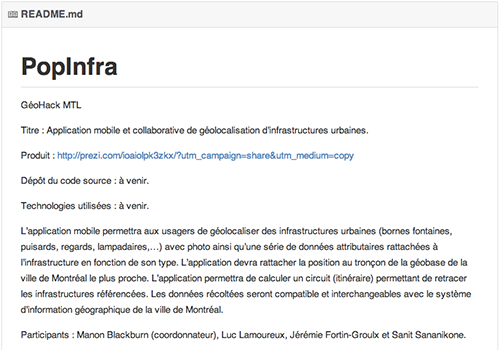 README.md
PopInfra
GéoHack MTL
Titre : Application mobile et collaborative de géolocalisation d'infrastructures urbaines.
Produit : http://prezi.com/ioaiolpk3zkx/?utm_campaign=share&utm_medium=copy
Dépôt du code source : à venir.
Technologies utilisées : à venir.
L'application mobile permettra aux usagers de géolocaliser des infrastructures urbaines (bornes fontaines,
puisards, regards, lampadaires,…) avec photo ainsi qu'une série de données attributaires rattachées à
l'infrastructure en fonction de son type. L'application devra rattacher la position au tronçon de la géobase de la
ville de Montréal le plus proche. L'application permettra de calculer un circuit (itinéraire) permettant de retracer
les infrastructures référencées. Les données récoltées seront compatible et interchangeables avec le système
d'information géographique de la ville de Montréal.
Participants : Manon Blackburn (coordonnateur), Luc Lamoureux, Jérémie Fortin-Groulx et Sanit Sananikone.